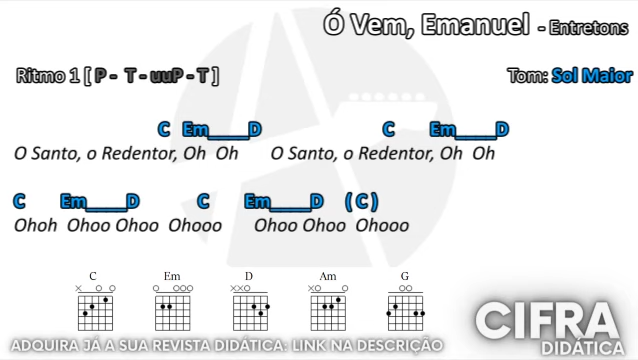 Ó Vem, Emanuel - Entretons
Ritmo 1 [ P - T - uuP - T ] Tom: Sol Maior
C Em____D C Em____D
O Santo, o Redentor, Oh Oh O Santo, o Redentor, Oh Oh
C Em____D C Em____D ( C )
Ohoh Ohoo Ohoo Ohooo Ohoo Ohoo Ohooo
C Em D Am G
CIFRA
DIDÁTICA
ADQUIRA JÁ A SUA REVISTA DIDÁTICA: LINK NA DESCRIÇÃO